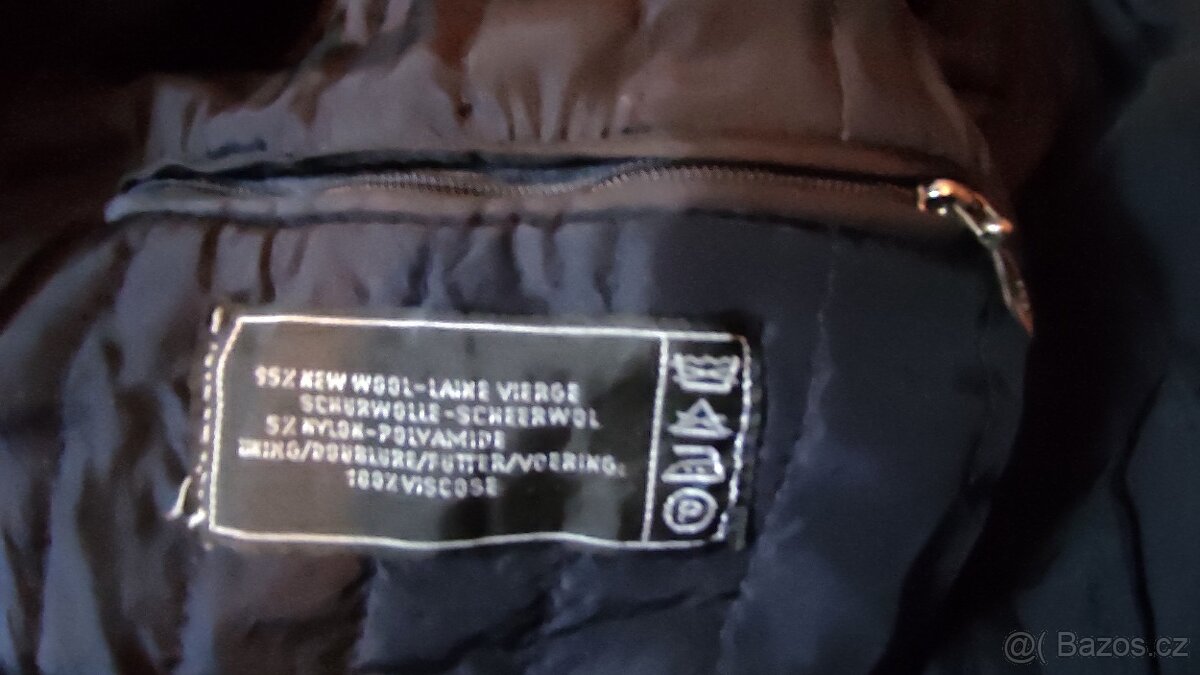 95% NEW WOOL-LAINE VIERGE
SCHURWOLLE-SCHEERWOL
5% NYLON-POLYAMIDE
LINING/DOUBLURE/FUTTER/VOERING:
100% VISCOSE
P
@( Bazos.cz